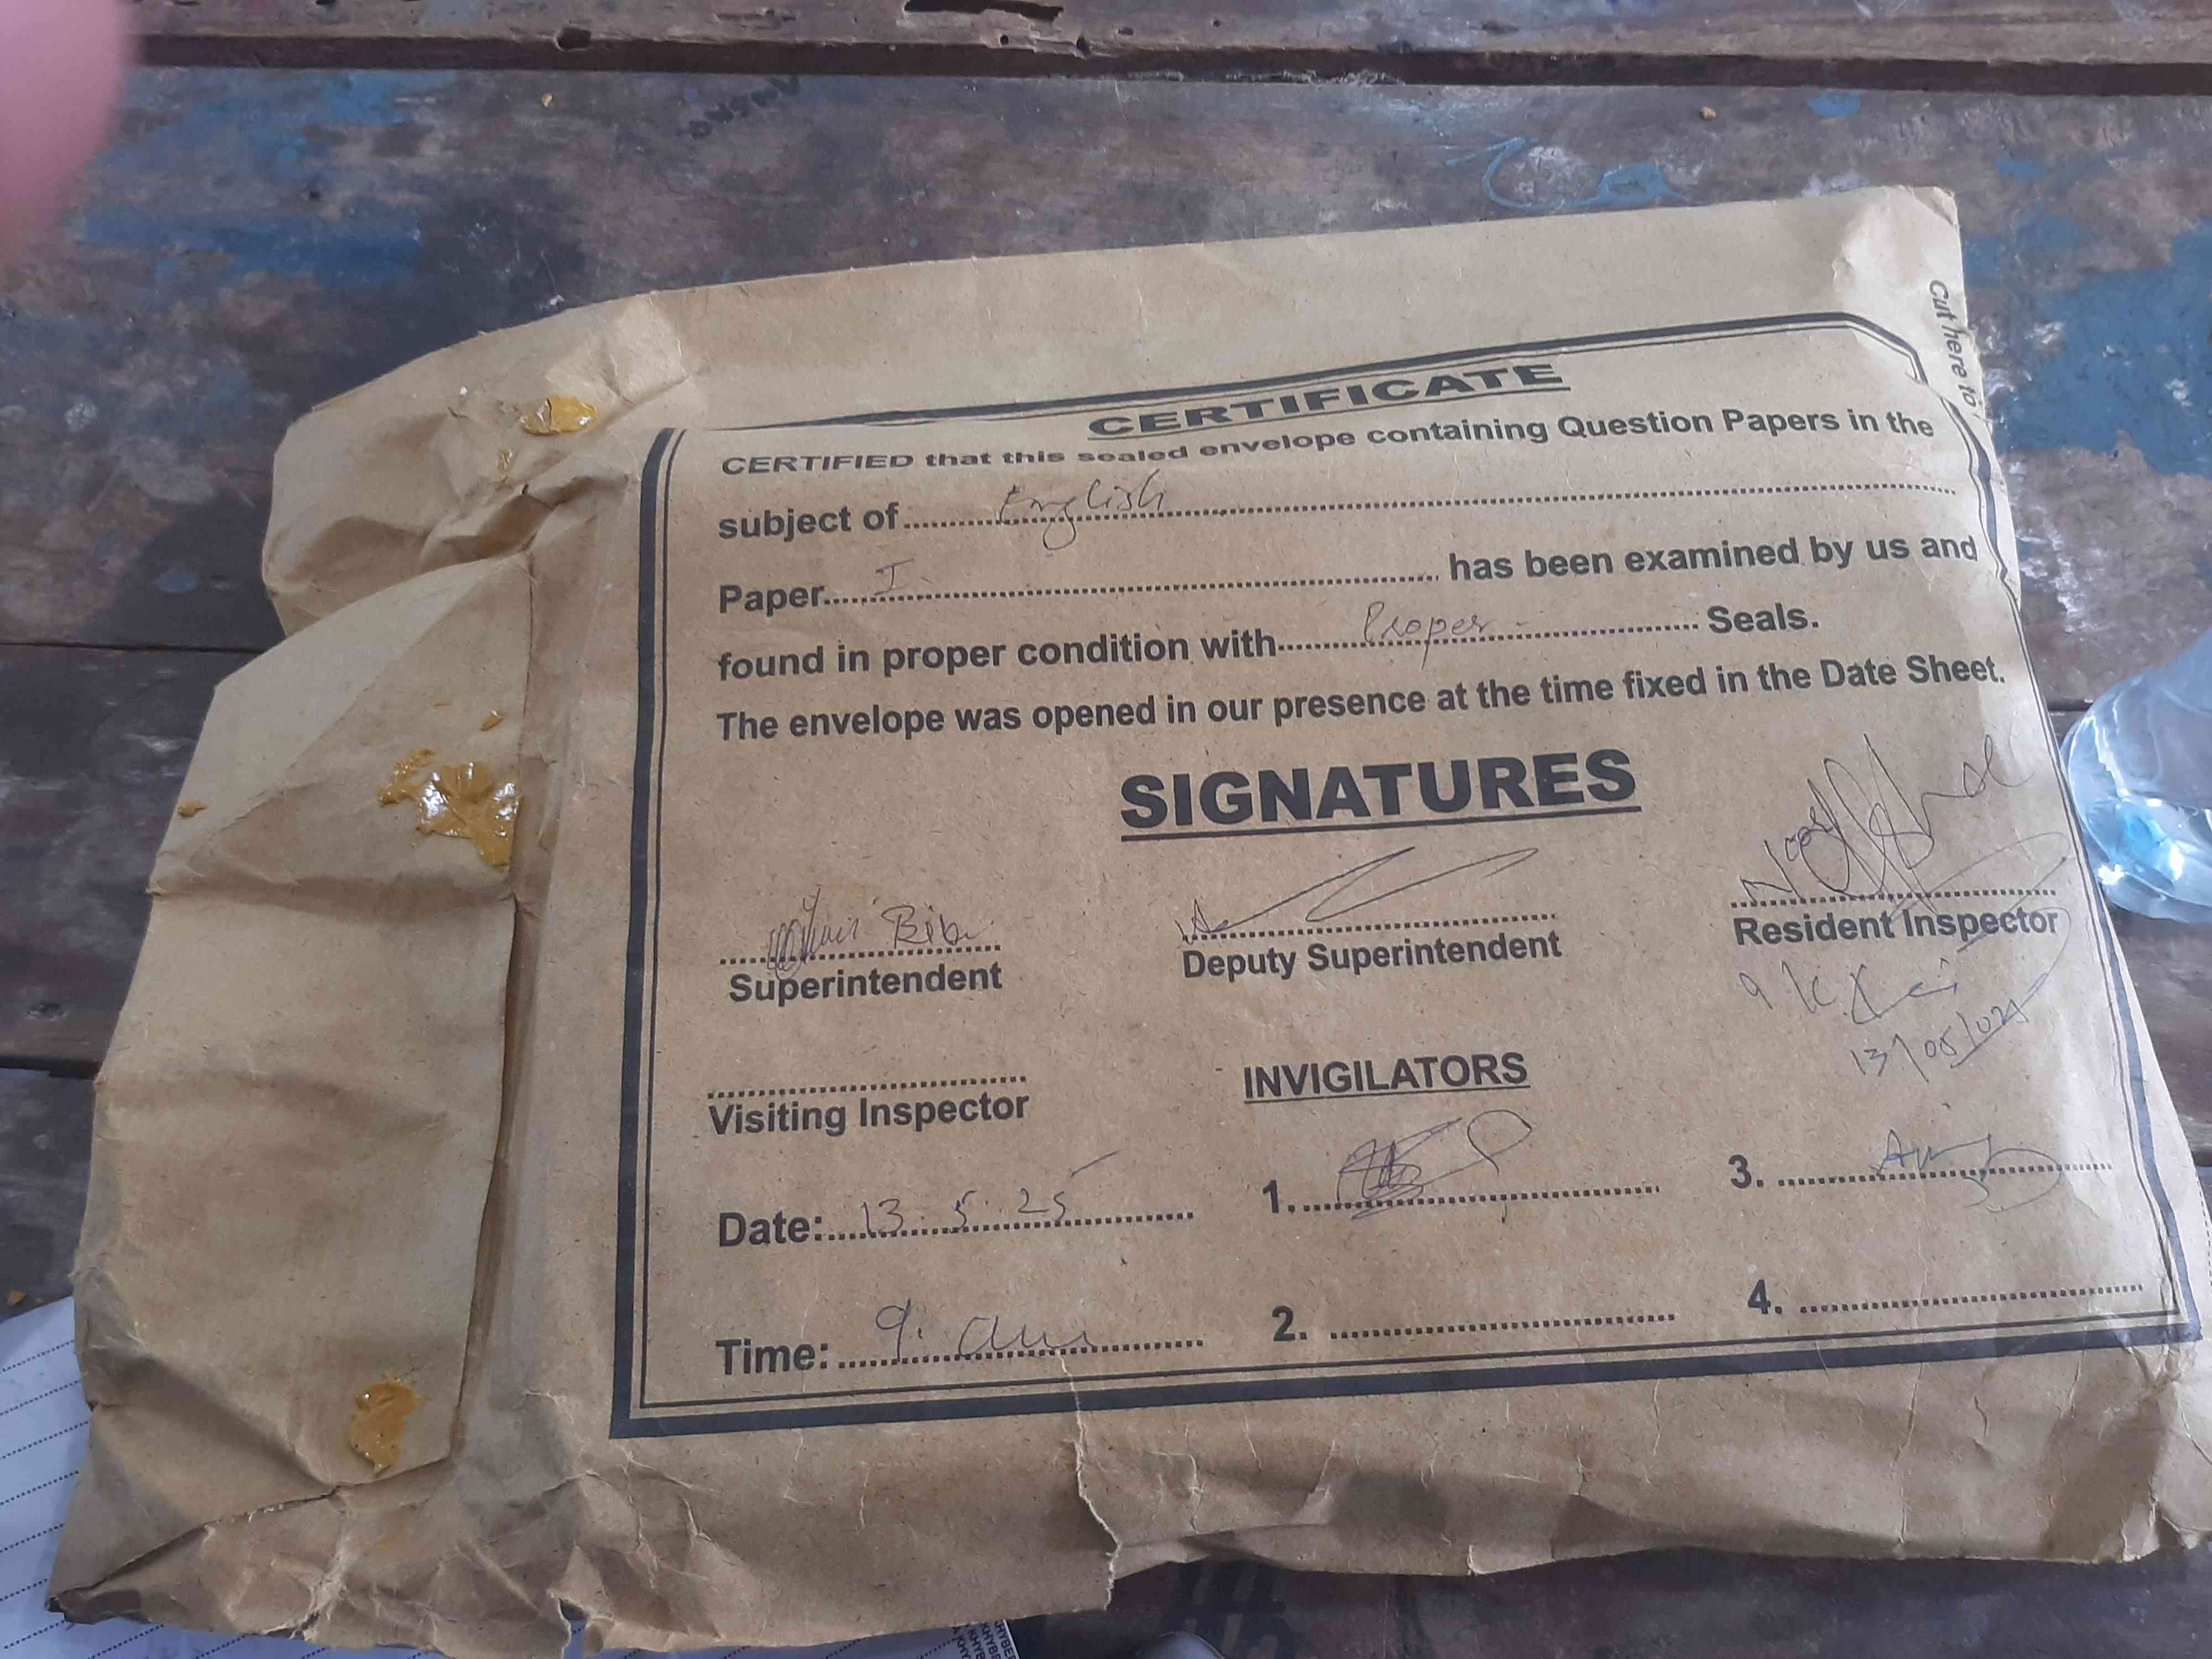 Cut here to
CERTIFICATE
CERTIFIED that this sealed envelope containing Question Papers in the
subject of English
Paper I has been examined by us and
found in proper condition with Proper Seals.
The envelope was opened in our presence at the time fixed in the Date Sheet.
SIGNATURES
Bibi
Superintendent
Deputy Superintendent
Resident Inspector
Visiting Inspector
INVIGILATORS
Date: 13.5.25
1.
3.
Time: 9. am
2.
4.